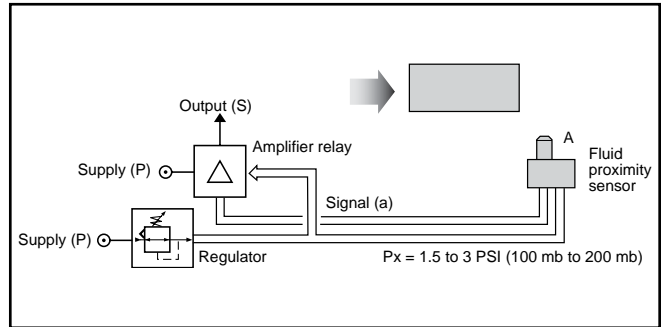 Output (S)
Amplifier relay
A
Fluid
proximity
sensor
Supply (P)
Signal (a)
Supply (P)
Regulator
Px = 1.5 to 3 PSI (100 mb to 200 mb)